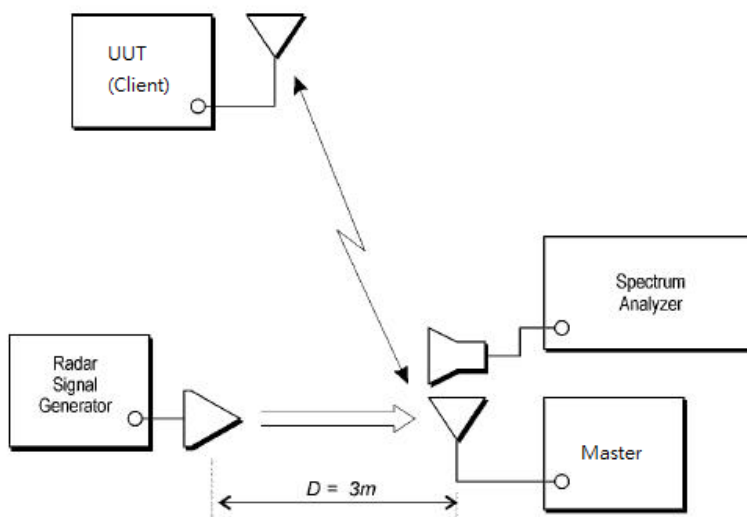 UUT
(Client)
Spectrum
Analyzer
Radar
Signal
Generator
Master
D = 3m